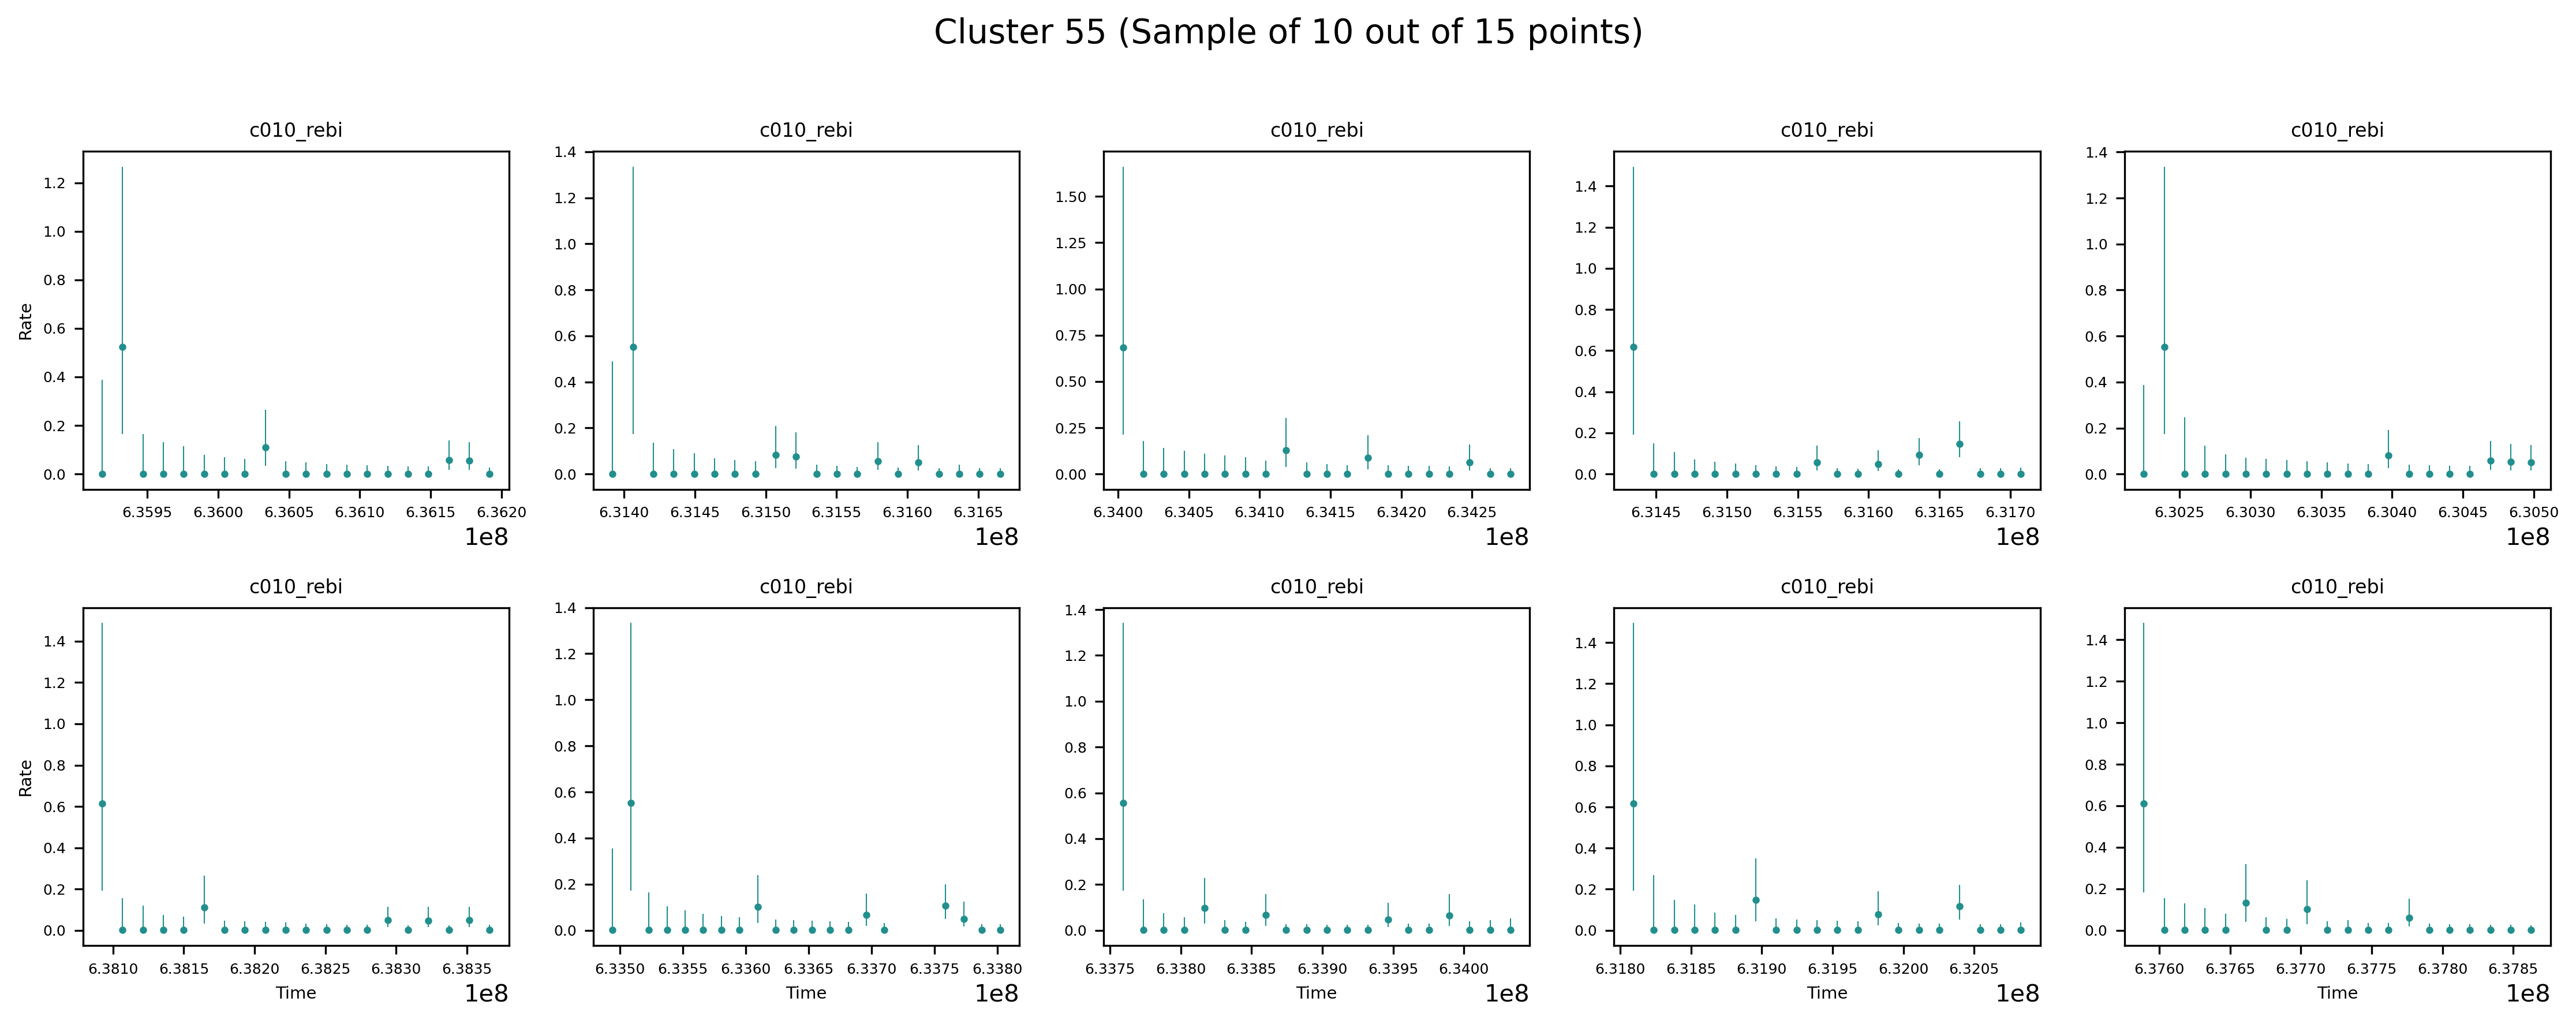 Cluster 55 (Sample of 10 out of 15 points)
c010_rebi c010_rebi c010_rebi c010_rebi c010_rebi
Rate
1.2
1.0
0.8
0.6
0.4
0.2
0.0
6.3595 6.3600 6.3605 6.3610 6.3615 6.3620
1e8
1.4
1.2
1.0
0.8
0.6
0.4
0.2
0.0
6.3140 6.3145 6.3150 6.3155 6.3160 6.3165
1e8
1.50
1.25
1.00
0.75
0.50
0.25
0.00
6.3400 6.3405 6.3410 6.3415 6.3420 6.3425
1e8
1.4
1.2
1.0
0.8
0.6
0.4
0.2
0.0
6.3145 6.3150 6.3155 6.3160 6.3165 6.3170
1e8
1.4
1.2
1.0
0.8
0.6
0.4
0.2
0.0
6.3025 6.3030 6.3035 6.3040 6.3045 6.3050
1e8
c010_rebi c010_rebi c010_rebi c010_rebi c010_rebi
Rate
1.4
1.2
1.0
0.8
0.6
0.4
0.2
0.0
6.3810 6.3815 6.3820 6.3825 6.3830 6.3835
Time
1e8
1.4
1.2
1.0
0.8
0.6
0.4
0.2
0.0
6.3350 6.3355 6.3360 6.3365 6.3370 6.3375 6.3380
Time
1e8
1.4
1.2
1.0
0.8
0.6
0.4
0.2
0.0
6.3375 6.3380 6.3385 6.3390 6.3395 6.3400
Time
1e8
1.4
1.2
1.0
0.8
0.6
0.4
0.2
0.0
6.3180 6.3185 6.3190 6.3195 6.3200 6.3205
Time
1e8
1.4
1.2
1.0
0.8
0.6
0.4
0.2
0.0
6.3760 6.3765 6.3770 6.3775 6.3780 6.3785
Time
1e8